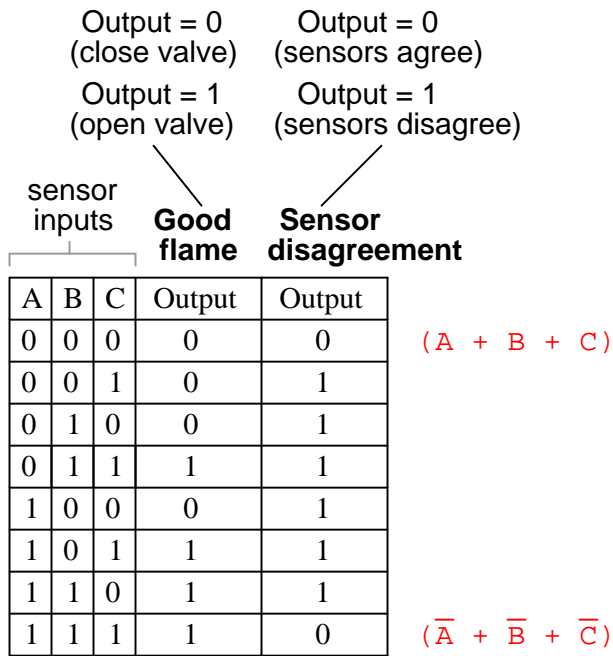 Output = 0 Output = 0
(close valve) (sensors agree)
Output = 1 Output = 1
(open valve) (sensors disagree)
sensor
inputs
Good Sensor
flame disagreement
A B C Output Output
0 0 0 0 0 (A + B + C)
0 0 1 0 1
0 1 0 0 1
0 1 1 1 1
1 0 0 0 1
1 0 1 1 1
1 1 0 1 1
1 1 1 1 0 (A̅ + B̅ + C̅)